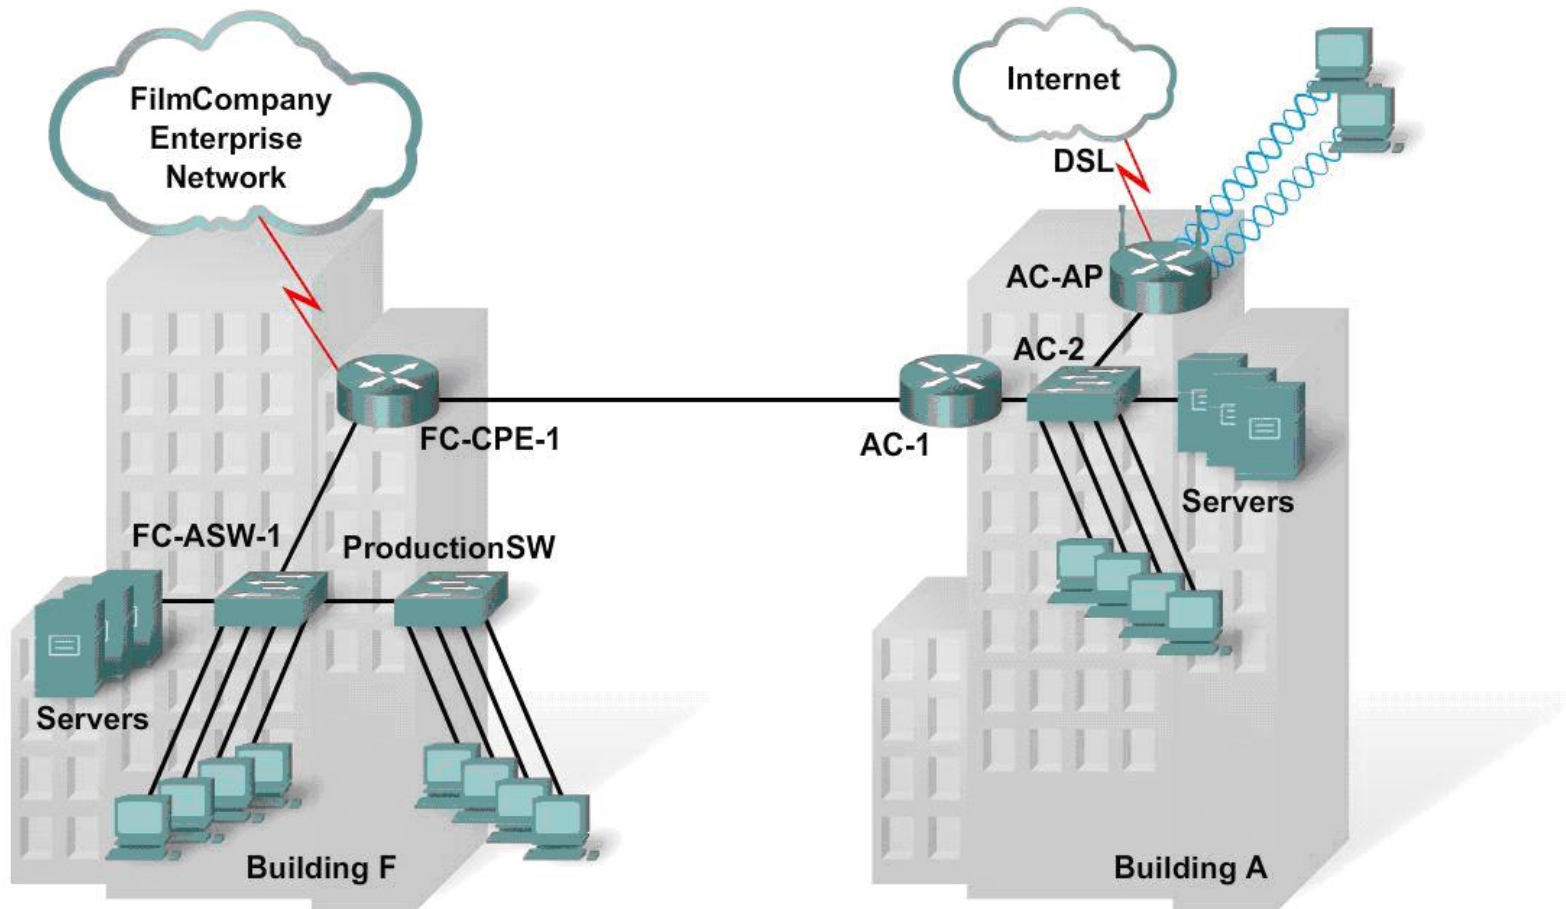 FilmCompany
Enterprise
Network
Internet
DSL
AC-AP
AC-2
FC-CPE-1
AC-1
Servers
FC-ASW-1
ProductionSW
Servers
Building F
Building A